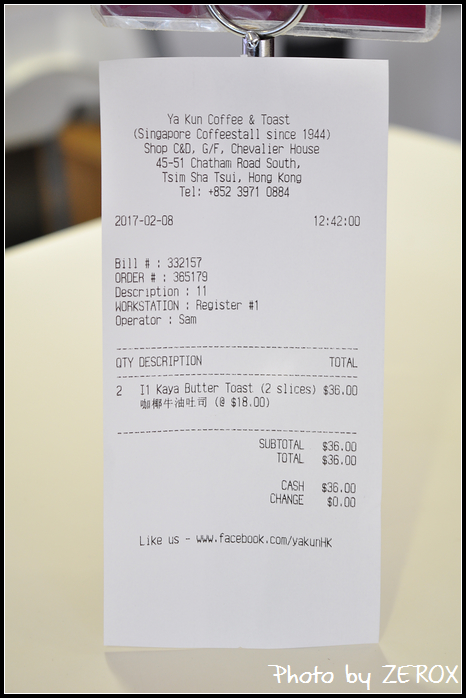 Ya Kun Coffee & Toast
(Singapore Coffeestall since 1944)
Shop C&D, G/F, Chevalier House
45-51 Chatham Road South,
Tsim Sha Tsui, Hong Kong
Tel: +852 3971 0884
2017-02-08 12:42:00
Bill # : 332157
ORDER # : 365179
Description : 11
WORKSTATION : Register #1
Operator : Sam
QTY DESCRIPTION TOTAL
2 I1 Kaya Butter Toast (2 slices) $36.00
咖椰牛油吐司 (@ $18.00)
SUBTOTAL $36.00
TOTAL $36.00
CASH $36.00
CHANGE $0.00
Like us - www.facebook.com/yakunHK
Photo by ZEROX